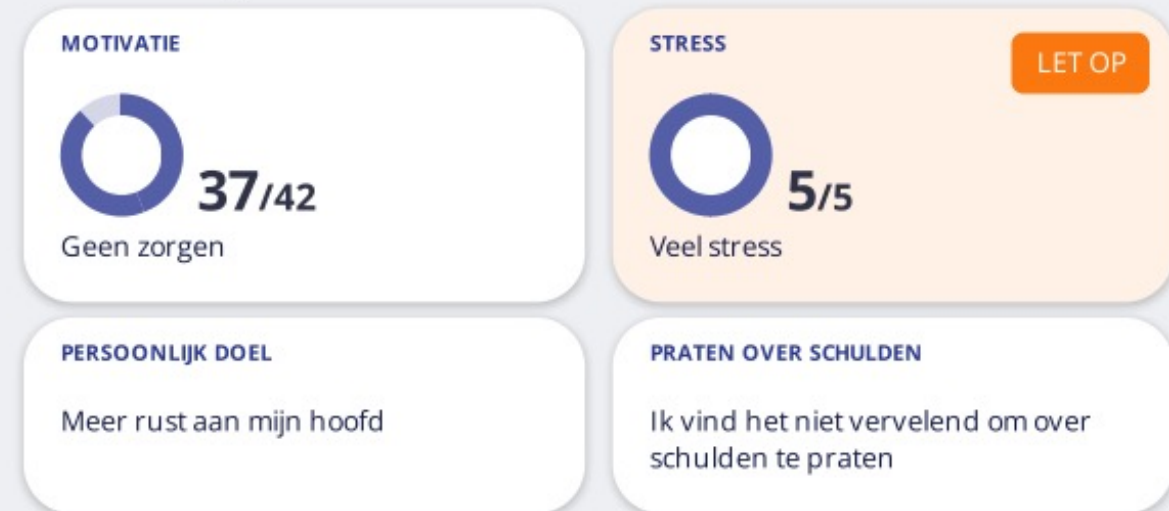 MOTIVATIE
37/42
Geen zorgen
STRESS
LET OP
5/5
Veel stress
PERSOONLIJK DOEL
Meer rust aan mijn hoofd
PRATEN OVER SCHULDEN
Ik vind het niet vervelend om over
schulden te praten